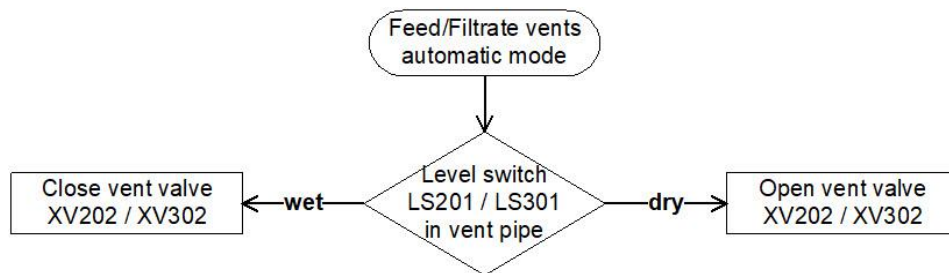 Feed/Filtrate vents
automatic mode
Level switch
LS201 / LS301
in vent pipe
wet
dry
Close vent valve
XV202 / XV302
Open vent valve
XV202 / XV302